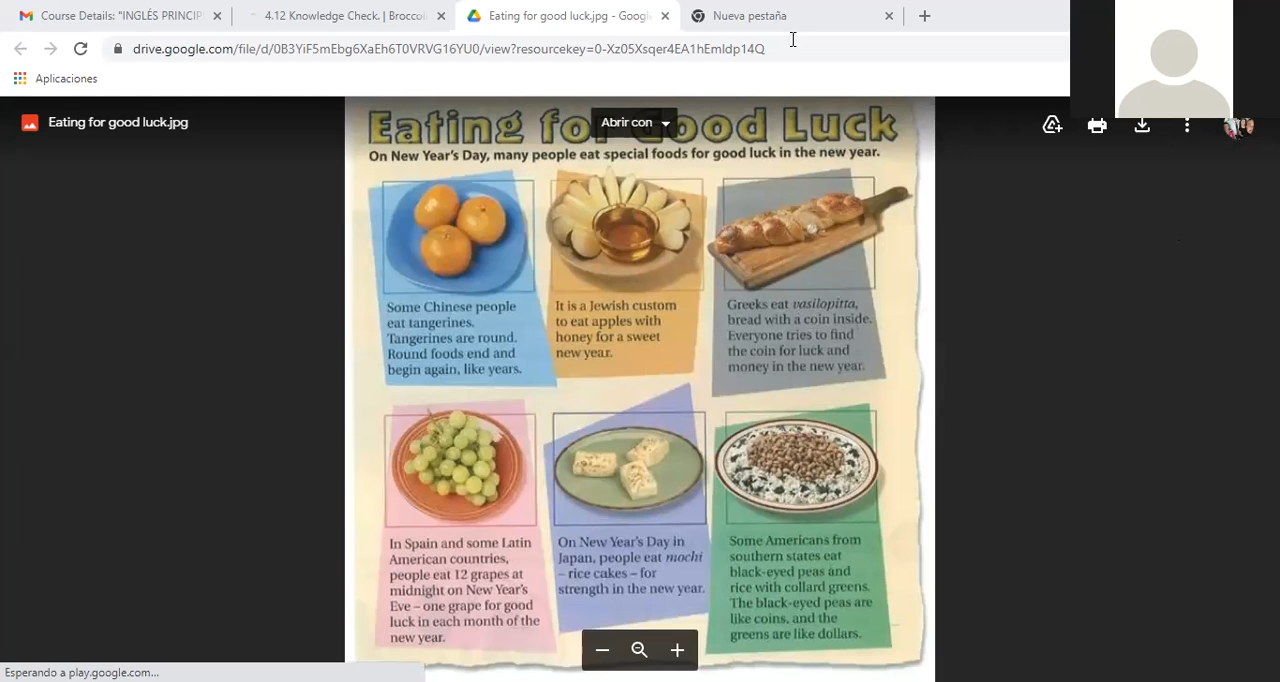 Course Details: "INGLÉS PRINCIP
4.12 Knowledge Check. | Broccoli
Eating for good luck.jpg - Googl
Nueva pestaña
drive.google.com/file/d/0B3YiF5mEbg6XaEh6T0VRVG16YU0/view?resourcekey=0-Xz05Xsqer4EA1hEmIdp14Q
Aplicaciones
Eating for good luck.jpg
Abrir con
Eating for Good Luck
On New Year's Day, many people eat special foods for good luck in the new year.
Some Chinese people
eat tangerines.
Tangerines are round.
Round foods end and
begin again, like years.
It is a Jewish custom
to eat apples with
honey for a sweet
new year.
Greeks eat vasilopitta,
bread with a coin inside.
Everyone tries to find
the coin for luck and
money in the new year.
In Spain and some Latin
American countries,
people eat 12 grapes at
midnight on New Year's
Eve – one grape for good
luck in each month of the
new year.
On New Year's Day in
Japan, people eat mochi
– rice cakes – for
strength in the new year.
Some Americans from
southern states eat
black-eyed peas and
rice with collard greens.
The black-eyed peas are
like coins, and the
greens are like dollars.
Esperando a play.google.com...